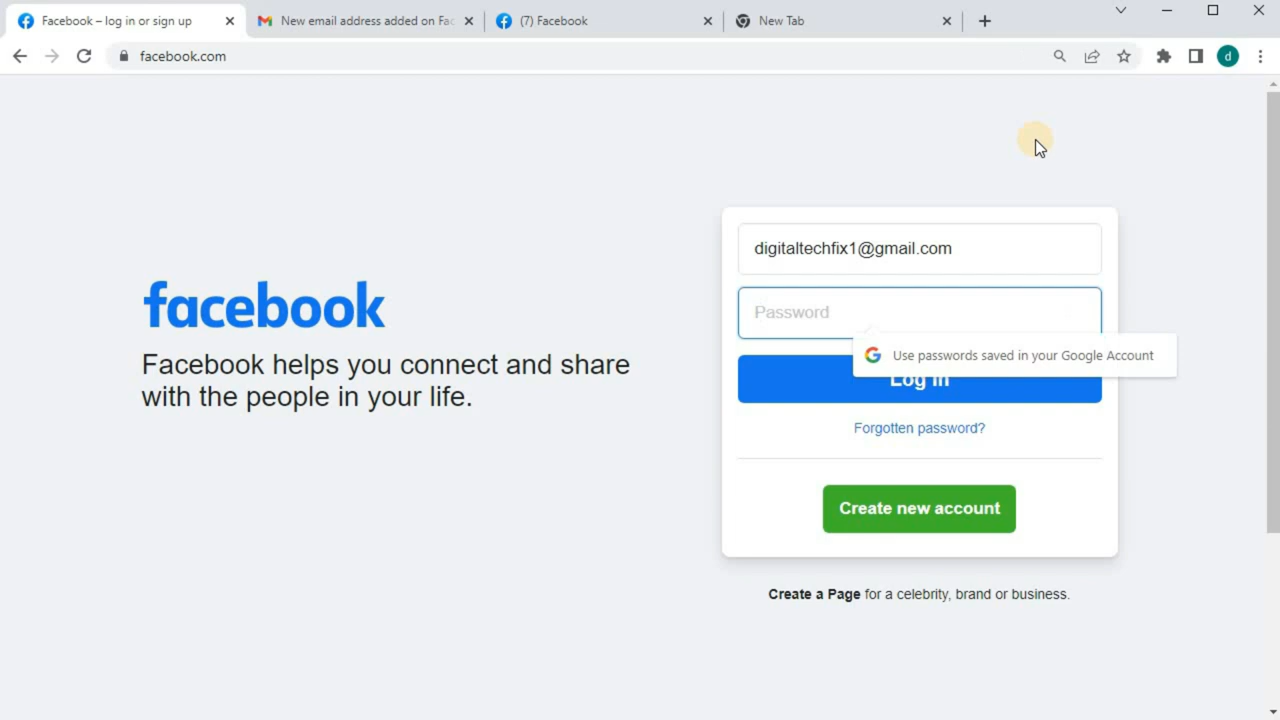 Facebook – log in or sign up
New email address added on Fac
(7) Facebook
New Tab
facebook.com
d
digitaltechfix1@gmail.com
facebook
Password
Use passwords saved in your Google Account
Facebook helps you connect and share
with the people in your life.
Log in
Forgotten password?
Create new account
Create a Page for a celebrity, brand or business.